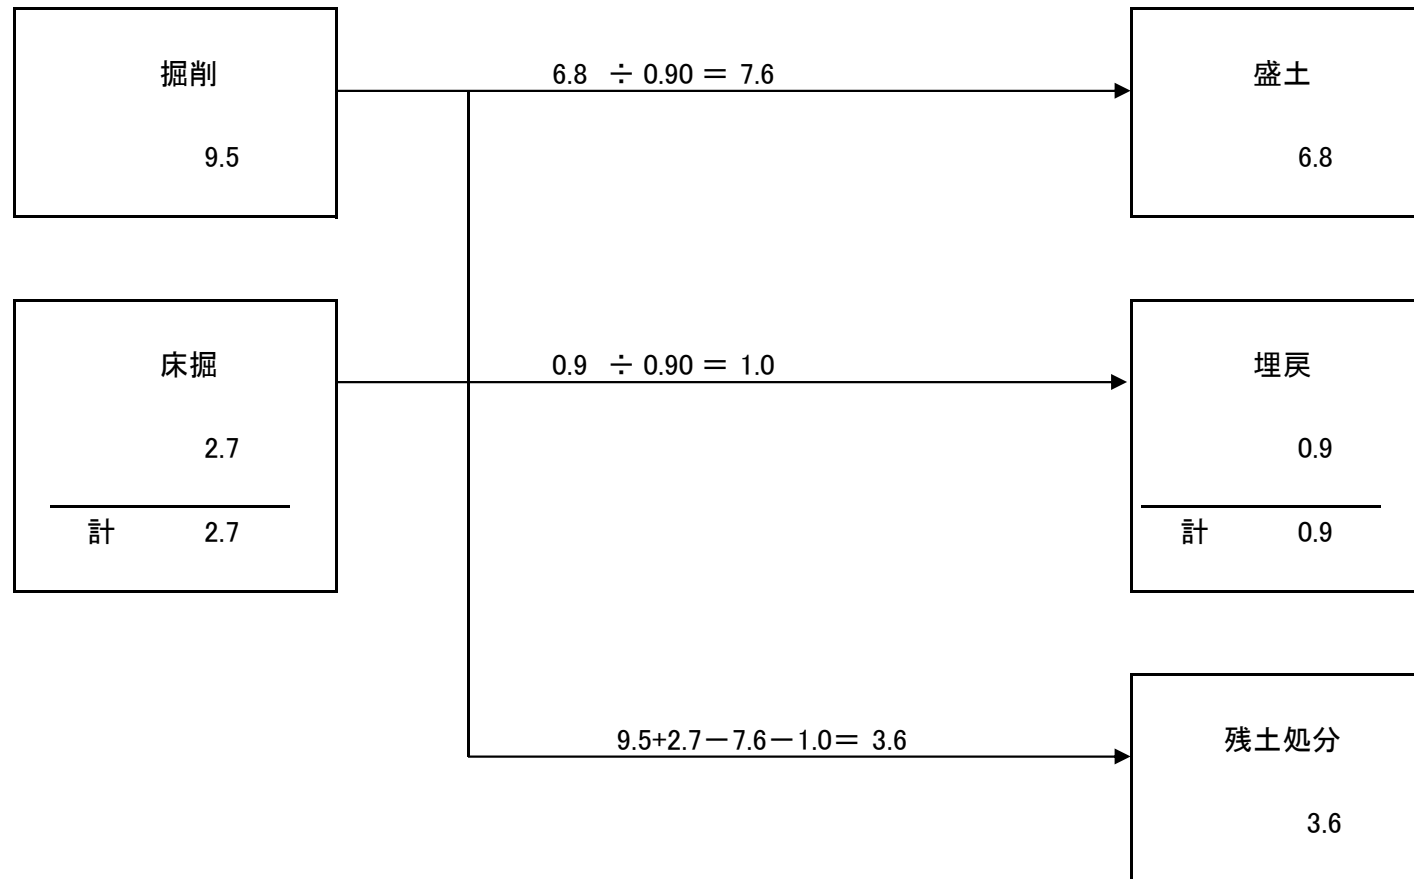 掘削
6.8 ÷ 0.90 ＝ 7.6
盛土
9.5
6.8
床掘
0.9 ÷ 0.90 ＝ 1.0
埋戻
2.7
0.9
計 2.7
計 0.9
9.5+2.7－7.6－1.0＝ 3.6
残土処分
3.6